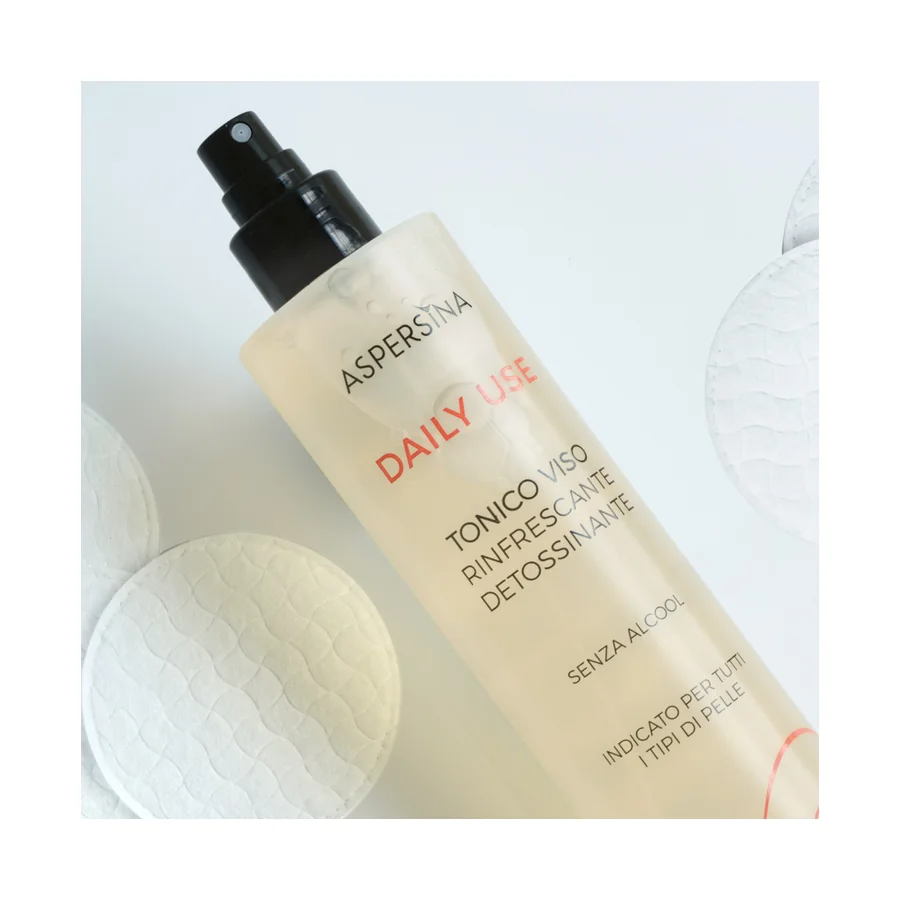 ASPERSINA
DAILY USE
TONICO VISO
RINFRESCANTE
DETOSSINANTE
SENZA ALCOOL
INDICATO PER TUTTI
I TIPI DI PELLE